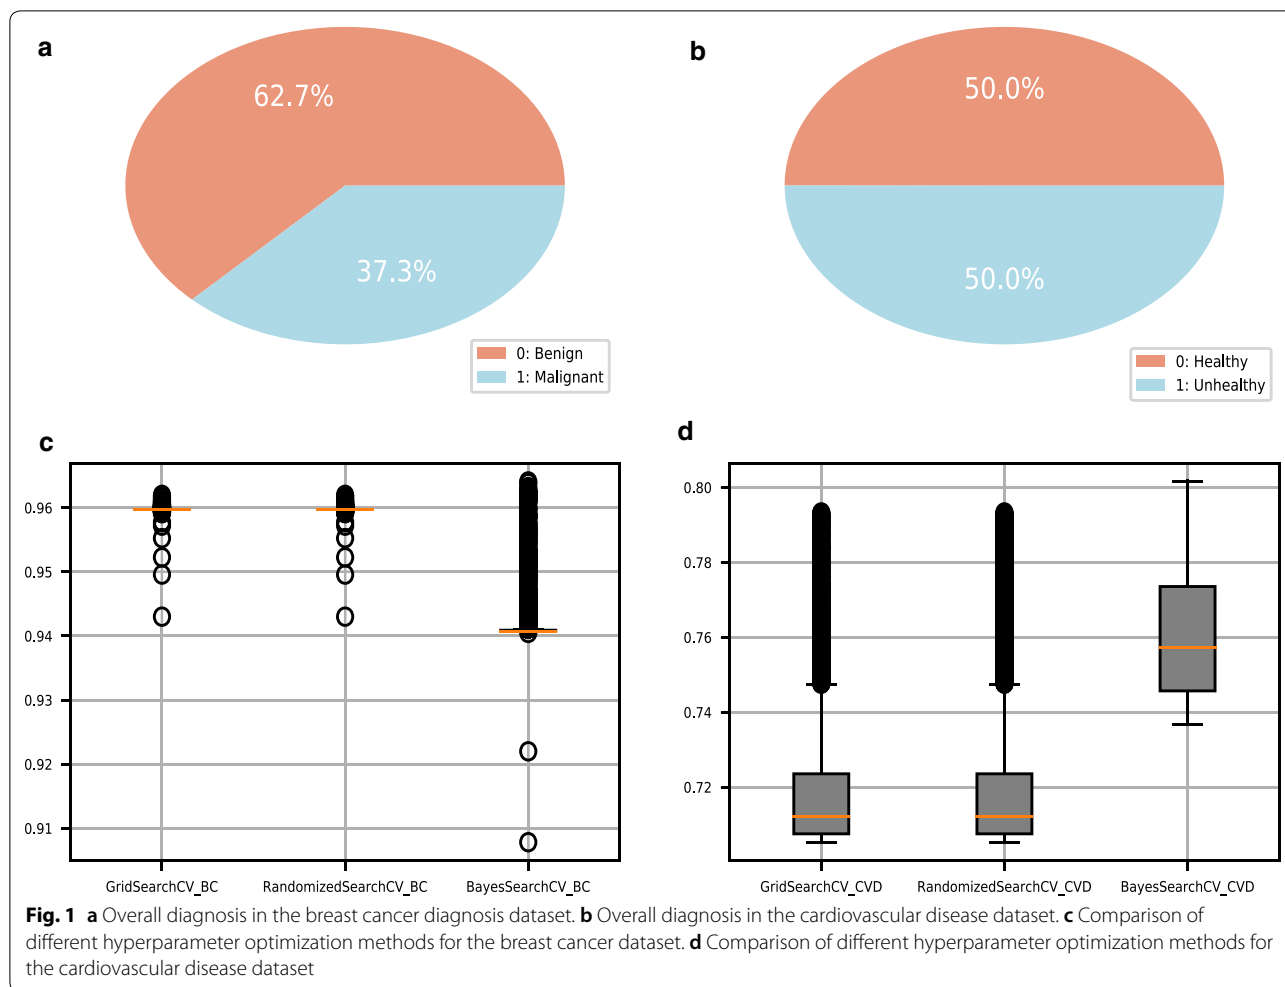 a
62.7%
37.3%
0: Benign
1: Malignant
b
50.0%
50.0%
0: Healthy
1: Unhealthy
c
0.96
0.95
0.94
0.93
0.92
0.91
GridSearchCV_BC
RandomizedSearchCV_BC
BayesSearchCV_BC
d
0.80
0.78
0.76
0.74
0.72
GridSearchCV_CVD
RandomizedSearchCV_CVD
BayesSearchCV_CVD
Fig. 1 a Overall diagnosis in the breast cancer diagnosis dataset. b Overall diagnosis in the cardiovascular disease dataset. c Comparison of
different hyperparameter optimization methods for the breast cancer dataset. d Comparison of different hyperparameter optimization methods for
the cardiovascular disease dataset